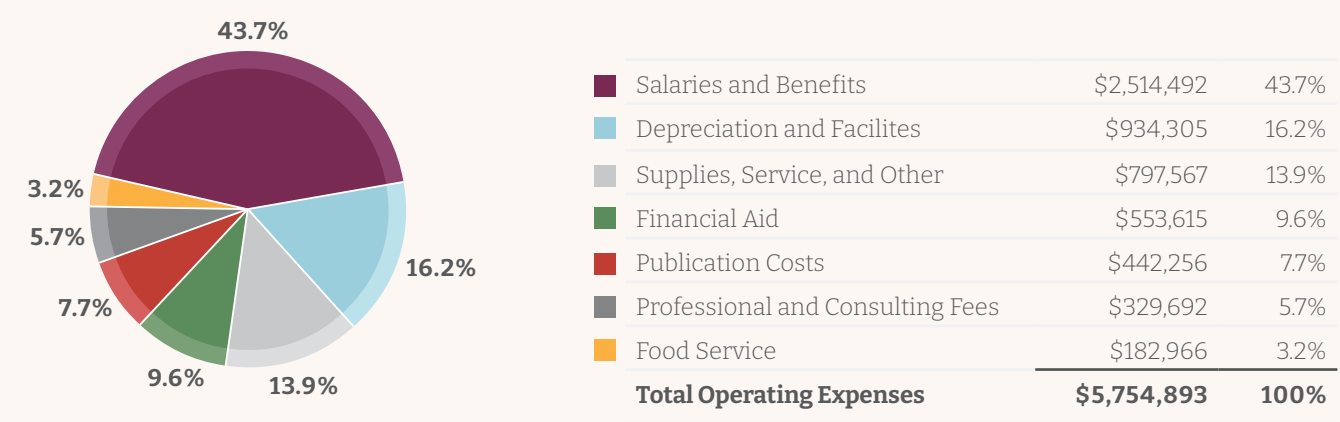 43.7%
3.2%
5.7%
7.7%
9.6%
13.9%
16.2%
Salaries and Benefits $2,514,492 43.7%
Depreciation and Facilites $934,305 16.2%
Supplies, Service, and Other $797,567 13.9%
Financial Aid $553,615 9.6%
Publication Costs $442,256 7.7%
Professional and Consulting Fees $329,692 5.7%
Food Service $182,966 3.2%
Total Operating Expenses $5,754,893 100%